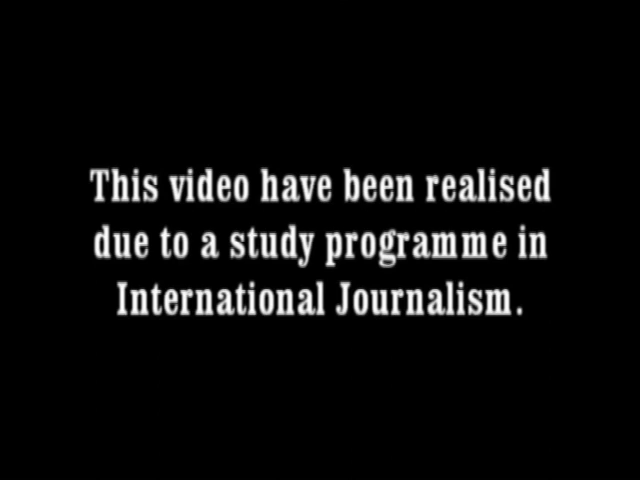 This video have been realised
due to a study programme in
International Journalism.